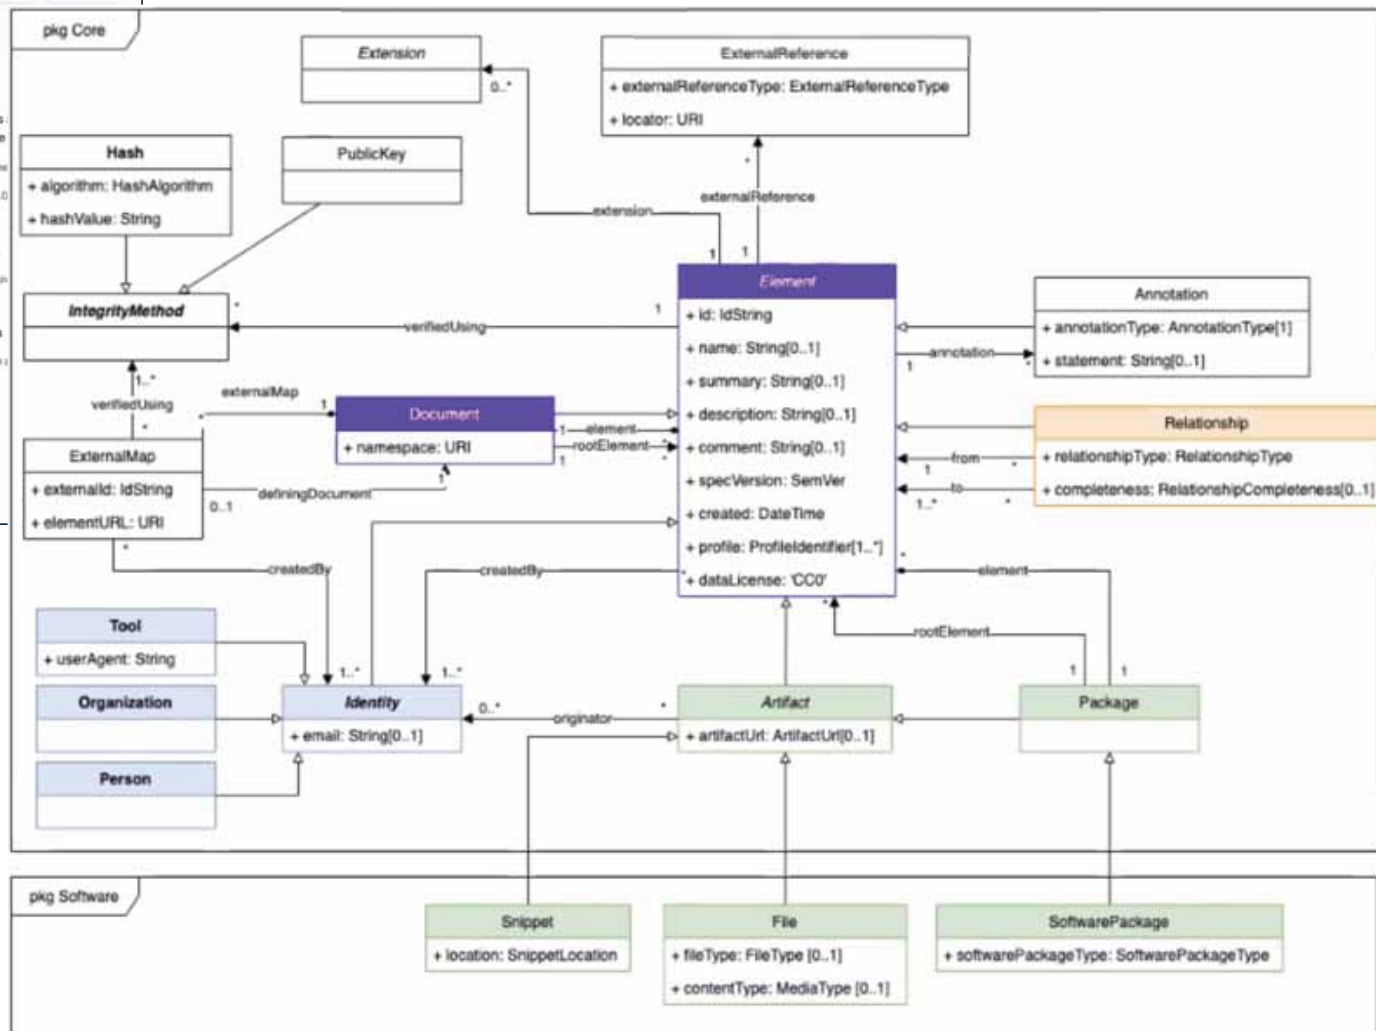 pkg Core
Extension
0..*
ExternalReference
+ externalReferenceType: ExternalReferenceType
+ locator: URI
Hash
+ algorithm: HashAlgorithm
+ hashValue: String
PublicKey
*
externalReference
extension
1
1
IntegrityMethod
*
verifiedUsing
1
Element
+ id: IdString
+ name: String[0..1]
+ summary: String[0..1]
+ description: String[0..1]
+ comment: String[0..1]
+ specVersion: SemVer
+ created: DateTime
+ profile: ProfileIdentifier[1..*]
+ dataLicense: 'CC0'
Annotation
+ annotationType: AnnotationType[1]
+ statement: String[0..1]
annotation
1
*
1..*
verifiedUsing
*
externalMap
*
1
Document
+ namespace: URI
1
element
rootElement
*
1
*
Relationship
+ relationshipType: RelationshipType
+ completeness: RelationshipCompleteness[0..1]
from
1
*
to
1..*
*
ExternalMap
+ externalId: IdString
+ elementURL: URI
0..1
definingDocument
1
*
createdBy
createdBy
*
*
element
*
rootElement
1
1
Tool
+ userAgent: String
Organization
Person
1..*
1..*
Identity
+ email: String[0..1]
0..*
originator
*
Artifact
+ artifactUrl: ArtifactUrl[0..1]
Package
pkg Software
Snippet
+ location: SnippetLocation
File
+ fileType: FileType [0..1]
+ contentType: MediaType [0..1]
SoftwarePackage
+ softwarePackageType: SoftwarePackageType